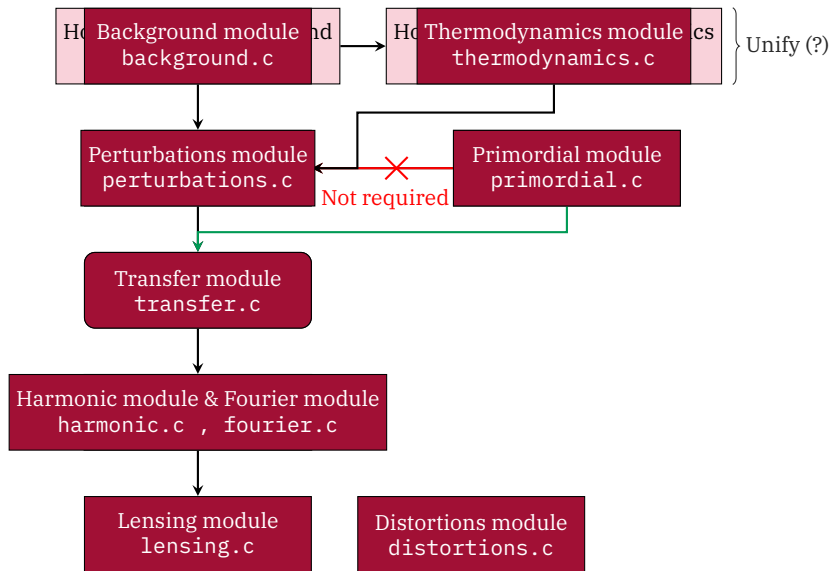 Background module
background.c
Thermodynamics module
thermodynamics.c
Unify (?)
Perturbations module
perturbations.c
Not required
Primordial module
primordial.c
Transfer module
transfer.c
Harmonic module & Fourier module
harmonic.c , fourier.c
Lensing module
lensing.c
Distortions module
distortions.c